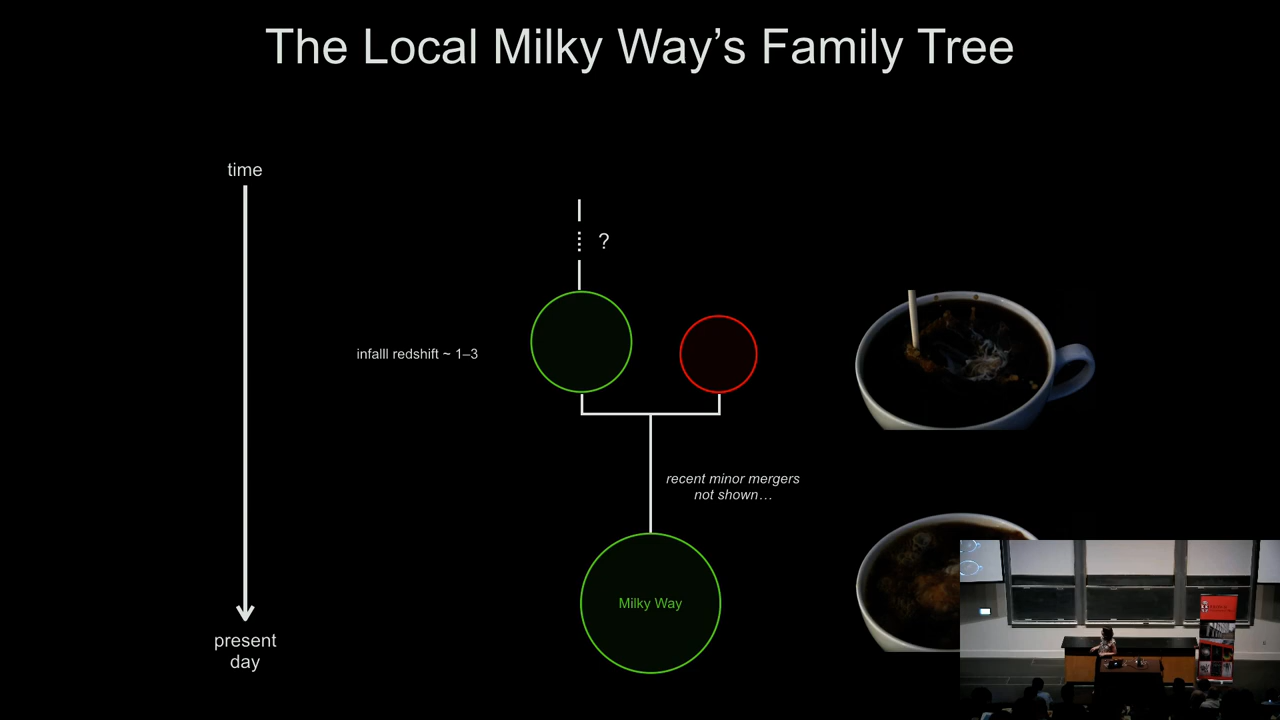 The Local Milky Way's Family Tree
time
?
infalll redshift ~ 1–3
recent minor mergers
not shown…
Milky Way
present
day